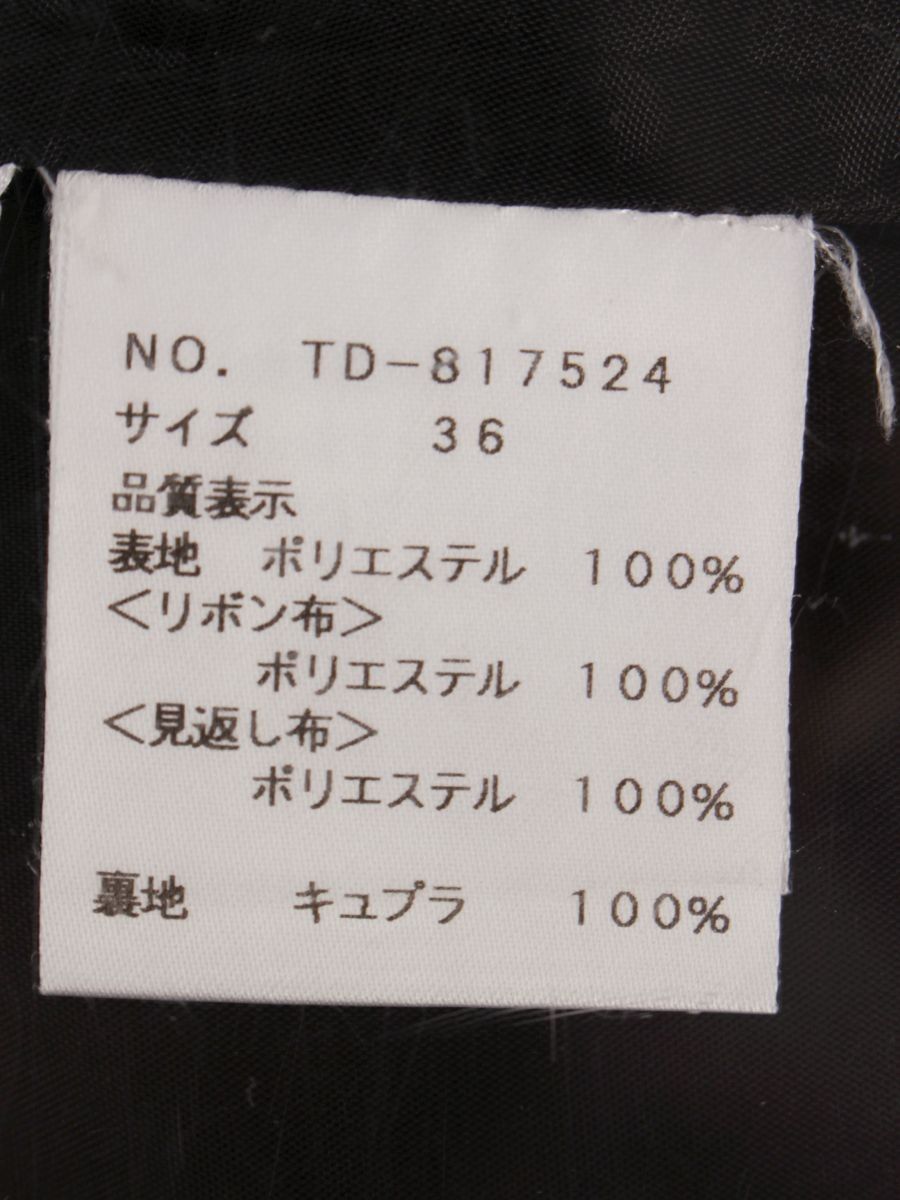 NO. TD-817524
サイズ 36
品質表示
表地 ポリエステル 100%
＜リボン布＞
ポリエステル 100%
＜見返し布＞
ポリエステル 100%
裏地 キュプラ 100%